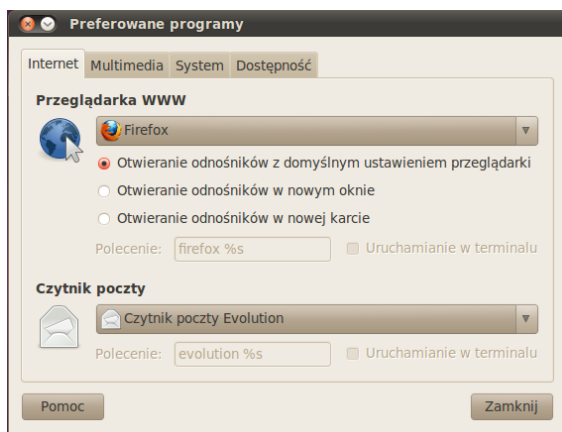 Preferowane programy
Internet Multimedia System Dostępność
Przeglądarka WWW
Firefox
Otwieranie odnośników z domyślnym ustawieniem przeglądarki
Otwieranie odnośników w nowym oknie
Otwieranie odnośników w nowej karcie
Polecenie: firefox %s Uruchamianie w terminalu
Czytnik poczty
Czytnik poczty Evolution
Polecenie: evolution %s Uruchamianie w terminalu
Pomoc Zamknij